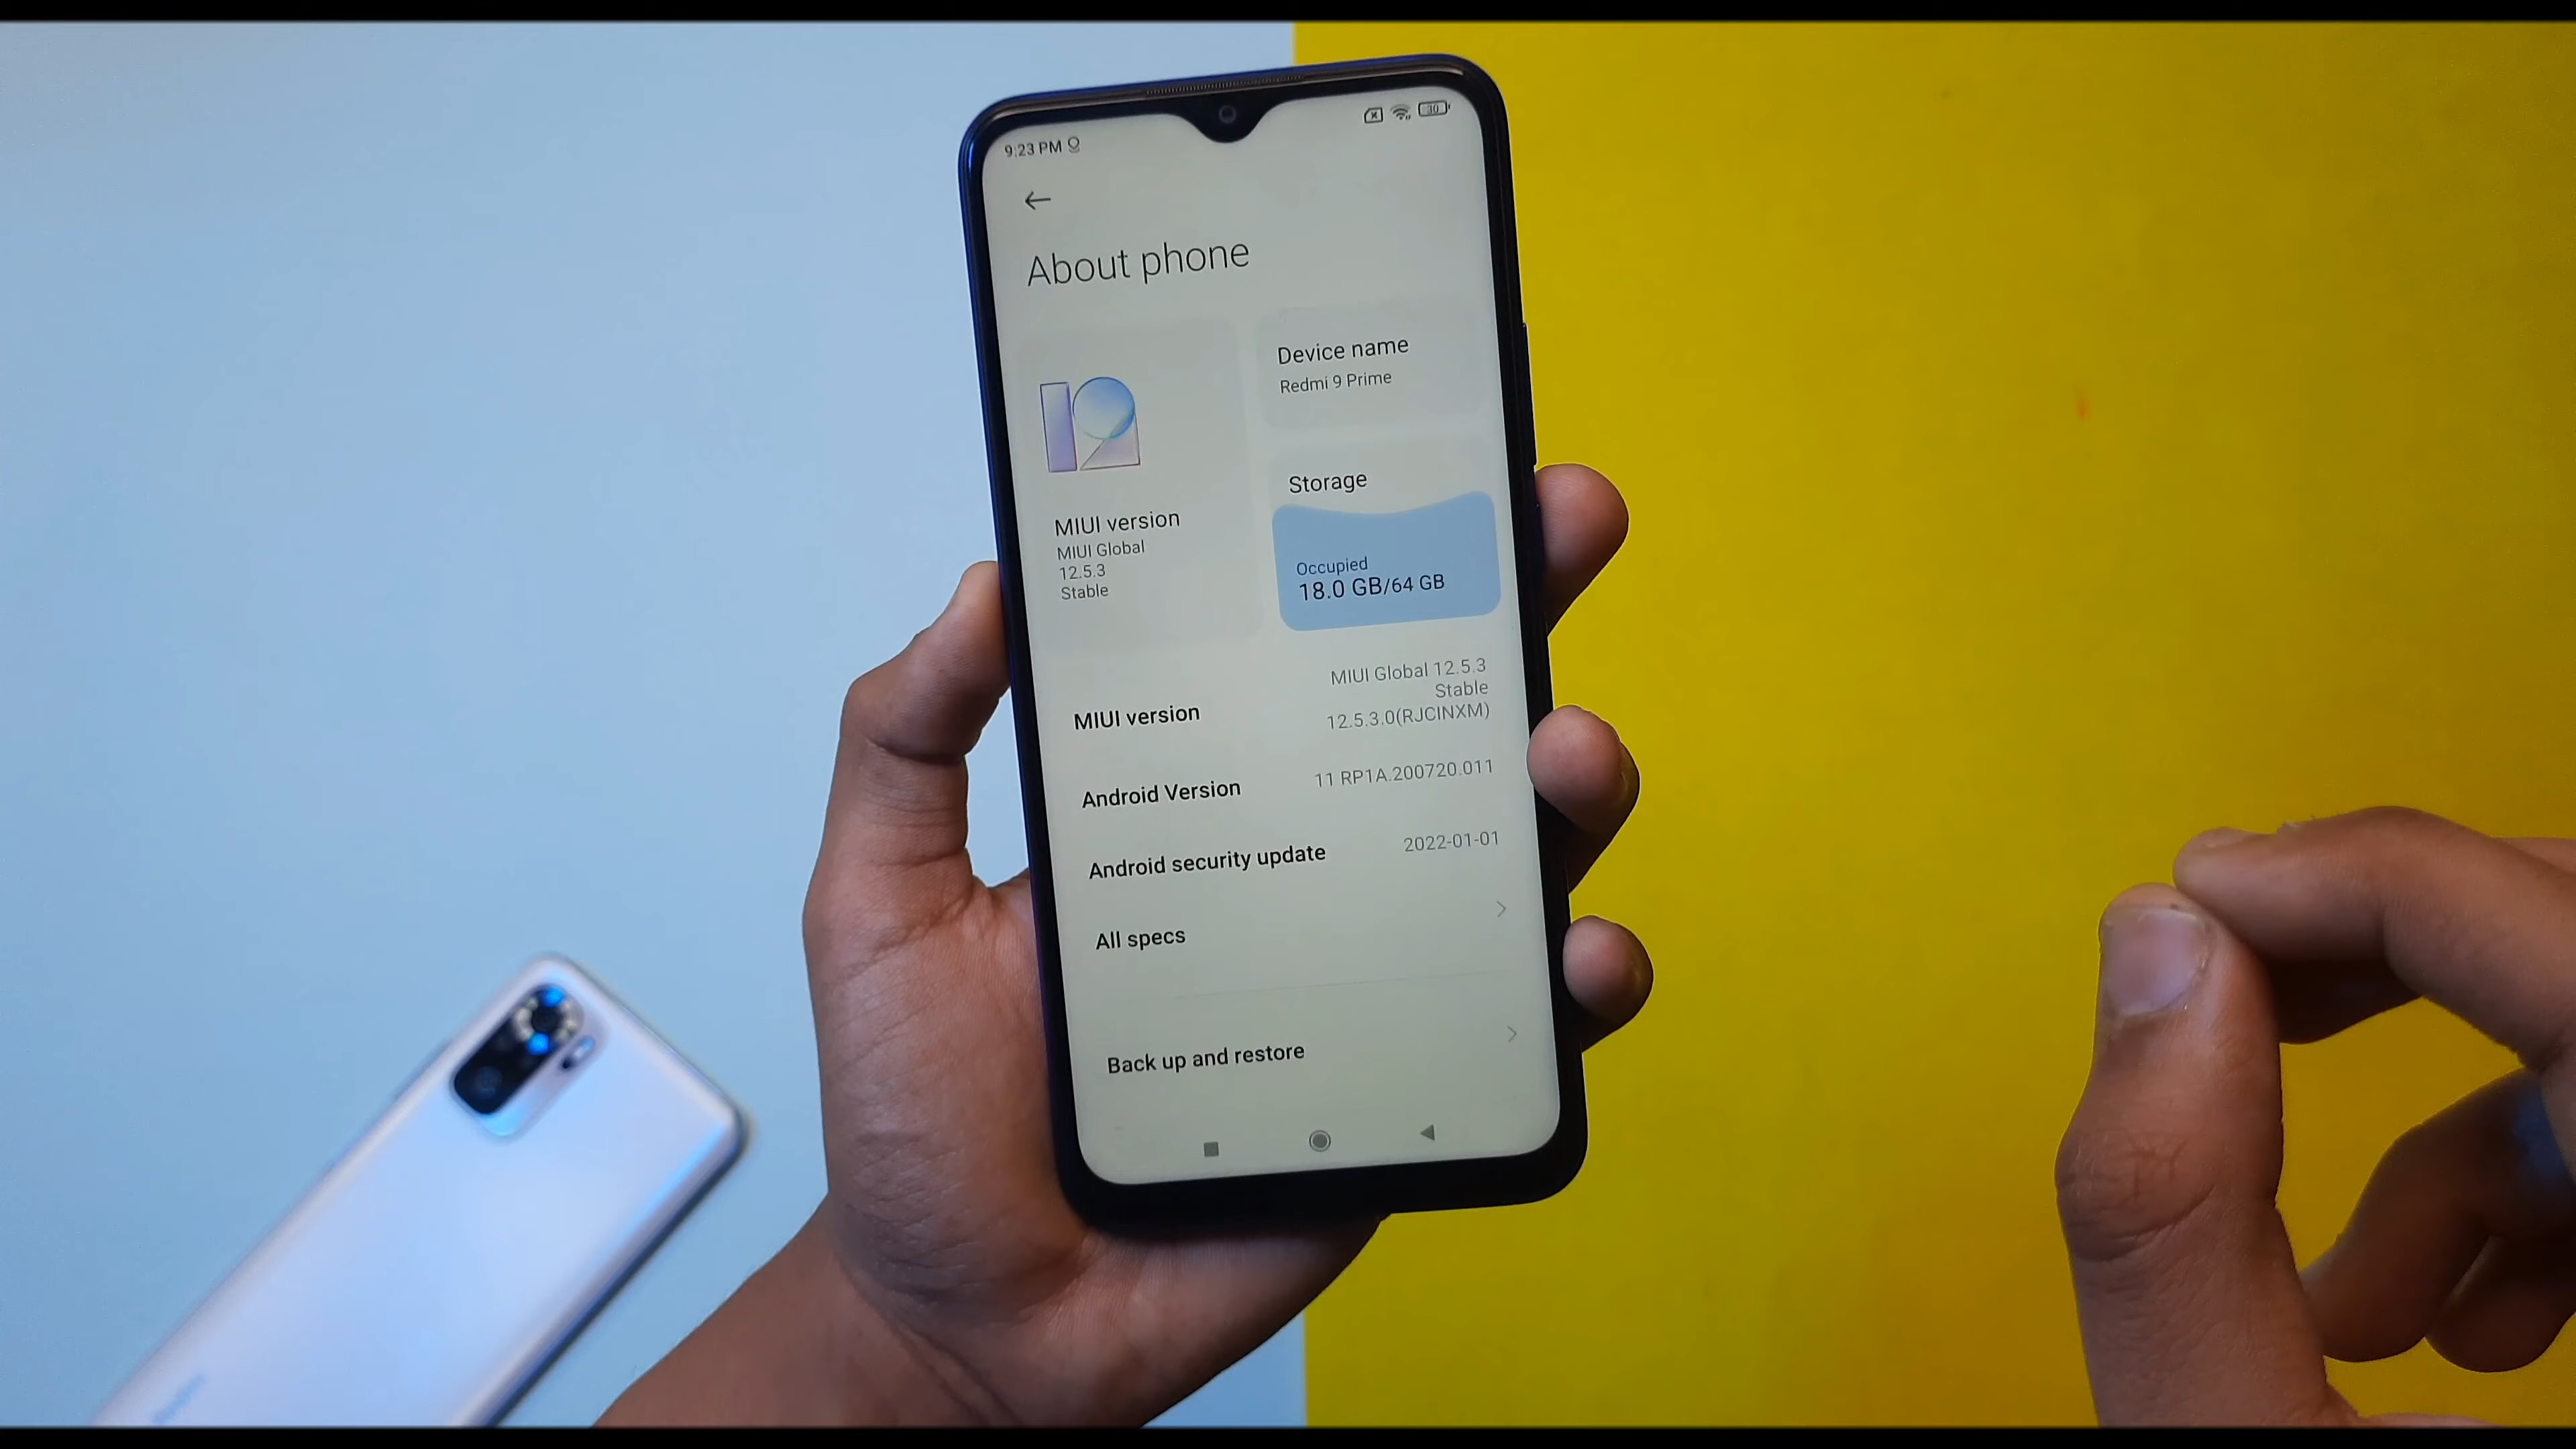 9:23 PM
30
About phone
12
Device name
Redmi 9 Prime
Storage
Occupied
18.0 GB/64 GB
MIUI version
MIUI Global
12.5.3
Stable
MIUI version
MIUI Global 12.5.3
Stable
12.5.3.0(RJCINXM)
Android Version
11 RP1A.200720.011
Android security update
2022-01-01
All specs
Back up and restore